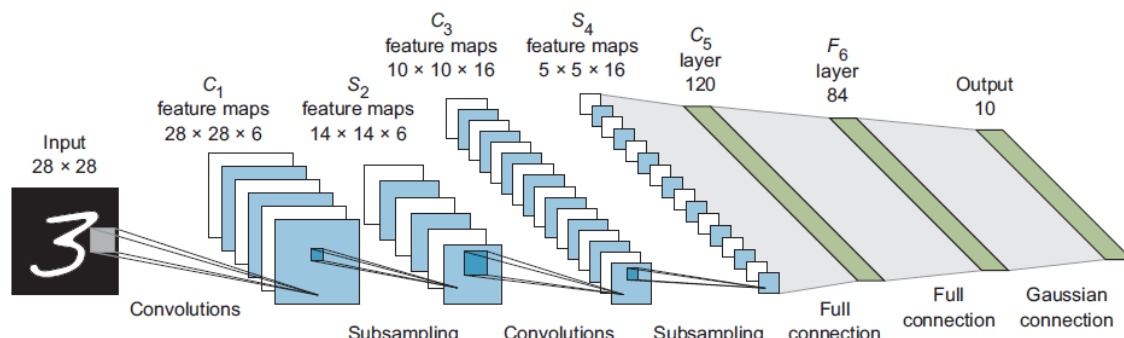 Input
28 × 28
C1
feature maps
28 × 28 × 6
S2
feature maps
14 × 14 × 6
C3
feature maps
10 × 10 × 16
S4
feature maps
5 × 5 × 16
C5
layer
120
F6
layer
84
Output
10
3
Convolutions
Subsampling
Convolutions
Subsampling
Full
connection
Full
connection
Gaussian
connection